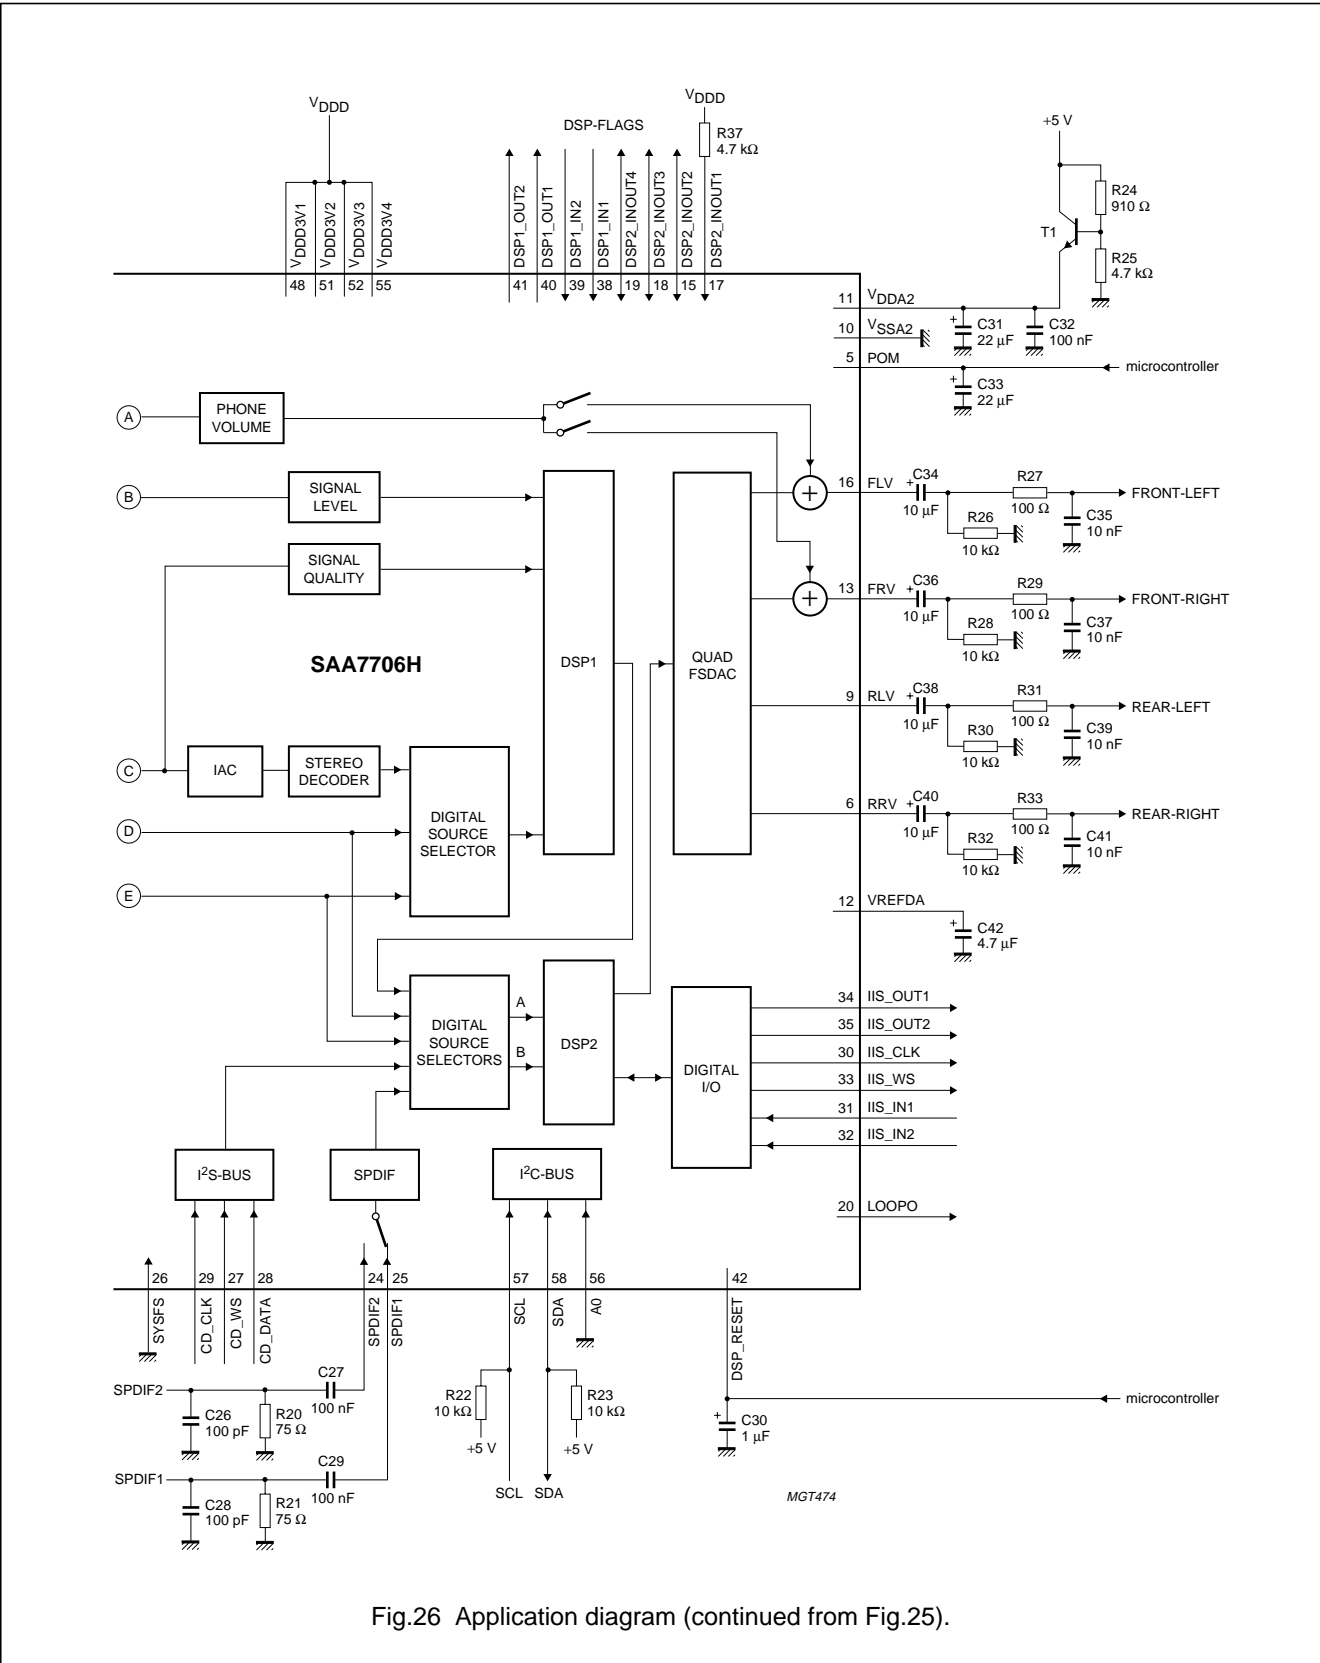 VDDD
VDDD
DSP-FLAGS
R37
4.7 kΩ
+5 V
VDDD3V1
VDDD3V2
VDDD3V3
VDDD3V4
DSP1_OUT2
DSP1_OUT1
DSP1_IN2
DSP1_IN1
DSP2_INOUT4
DSP2_INOUT3
DSP2_INOUT2
DSP2_INOUT1
48 51 52 55
41 40 39 38 19 18 15 17
T1
R24
910 Ω
R25
4.7 kΩ
11 VDDA2
C31
22 µF
C32
100 nF
+
10 VSSA2
5 POM
microcontroller
+
C33
22 µF
A
PHONE
VOLUME
B
SIGNAL
LEVEL
SIGNAL
QUALITY
SAA7706H
DSP1
QUAD
FSDAC
+
16 FLV
+
C34
10 µF
R26
10 kΩ
R27
100 Ω
C35
10 nF
FRONT-LEFT
+
13 FRV
+
C36
10 µF
R28
10 kΩ
R29
100 Ω
C37
10 nF
FRONT-RIGHT
9 RLV
+
C38
10 µF
R30
10 kΩ
R31
100 Ω
C39
10 nF
REAR-LEFT
6 RRV
+
C40
10 µF
R32
10 kΩ
R33
100 Ω
C41
10 nF
REAR-RIGHT
C
IAC
STEREO
DECODER
DIGITAL
SOURCE
SELECTOR
D
E
12 VREFDA
+
C42
4.7 µF
DIGITAL
SOURCE
SELECTORS
A
B
DSP2
DIGITAL
I/O
34 IIS_OUT1
35 IIS_OUT2
30 IIS_CLK
33 IIS_WS
31 IIS_IN1
32 IIS_IN2
I2S-BUS
SPDIF
I2C-BUS
20 LOOPO
26 29 27 28 24 25 57 58 56 42
SYSFS
CD_CLK
CD_WS
CD_DATA
SPDIF2
SPDIF1
SCL
SDA
A0
DSP_RESET
SPDIF2
C26
100 pF
R20
75 Ω
C27
100 nF
R22
10 kΩ
+5 V
R23
10 kΩ
+5 V
microcontroller
+
C30
1 µF
SPDIF1
C28
100 pF
R21
75 Ω
C29
100 nF
SCL SDA
MGT474
Fig.26 Application diagram (continued from Fig.25).